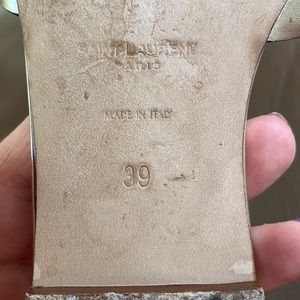 SAINT LAURENT
PARIS
MADE IN ITALY
39